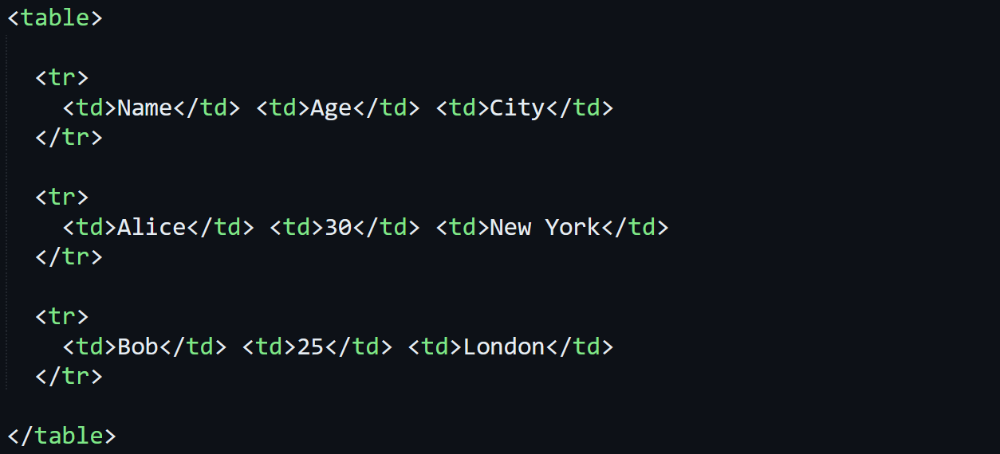 <table>
<tr>
<td>Name</td> <td>Age</td> <td>City</td>
</tr>
<tr>
<td>Alice</td> <td>30</td> <td>New York</td>
</tr>
<tr>
<td>Bob</td> <td>25</td> <td>London</td>
</tr>
</table>